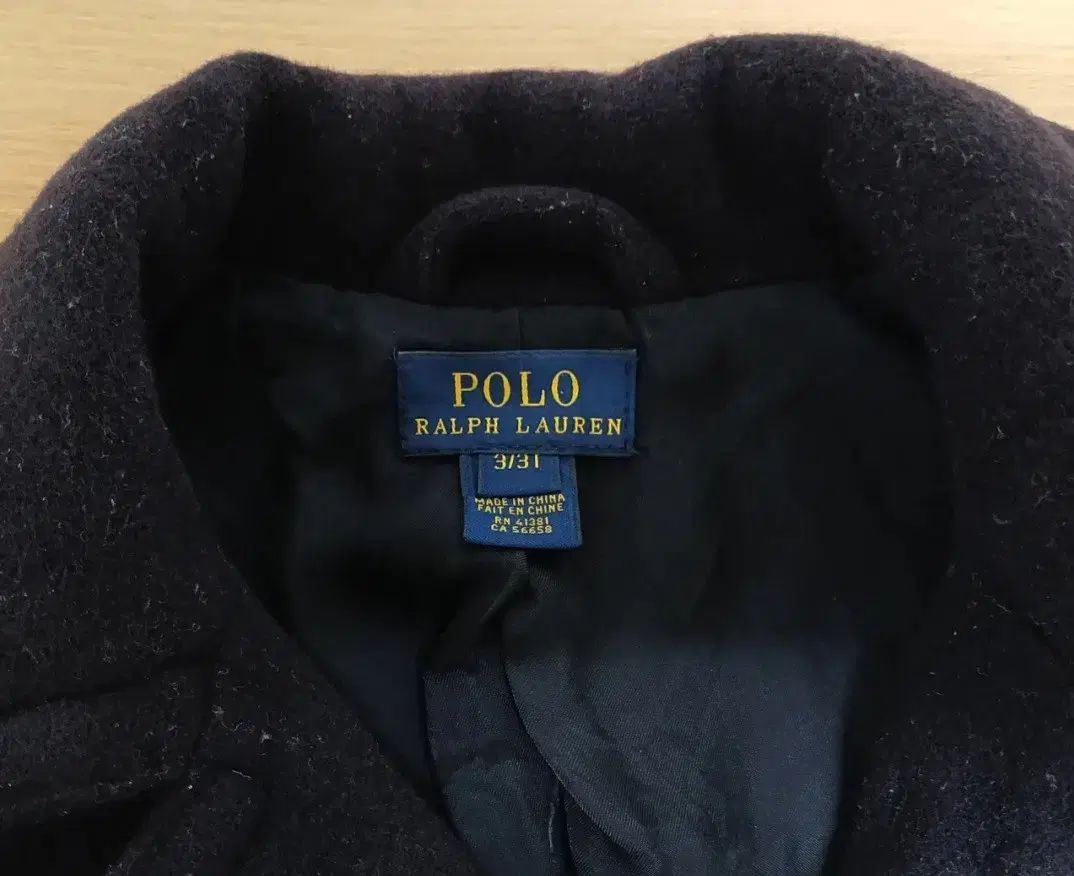 POLO
RALPH LAUREN
3/3T
MADE IN CHINA
FAIT EN CHINE
RN 41381
CA 56658